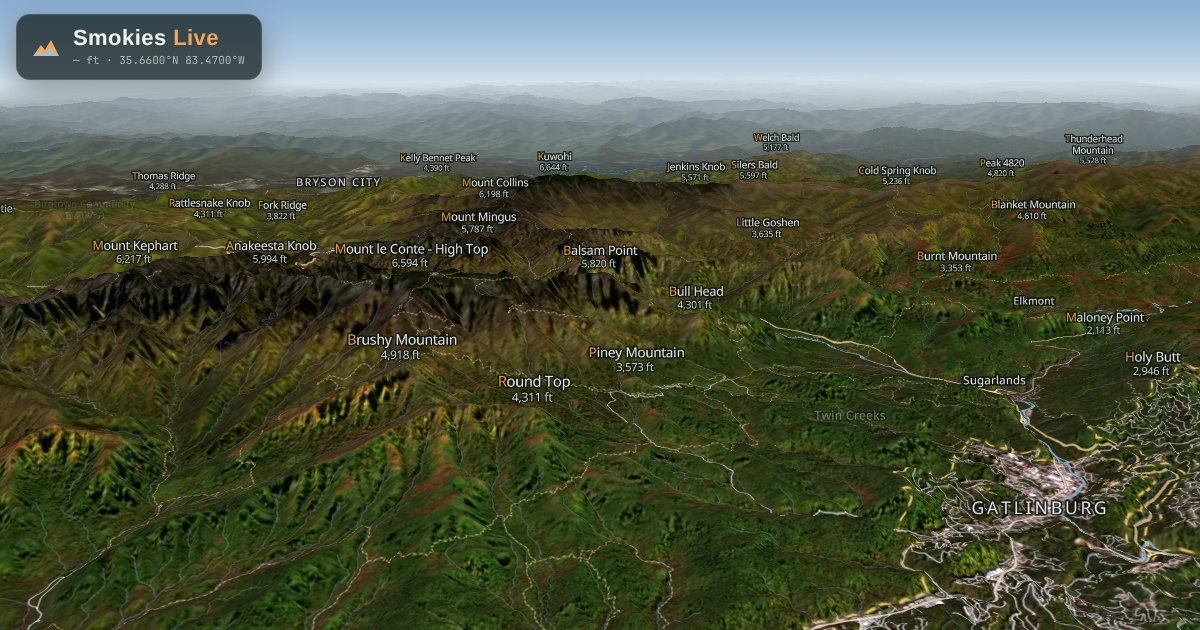 Smokies Live
— ft · 35.6600°N 83.4700°W
Welch Bald
5,177 ft
Thunderhead
Mountain
5,528 ft
Kelly Bennet Peak
4,390 ft
Kuwohi
6,644 ft
Jenkins Knob
5,571 ft
Silers Bald
5,597 ft
Cold Spring Knob
5,236 ft
Peak 4820
4,820 ft
Thomas Ridge
4,288 ft
BRYSON CITY
Mount Collins
6,198 ft
tie
Birdtown Community
Rattlesnake Knob
4,311 ft
Fork Ridge
3,822 ft
Blanket Mountain
4,610 ft
Mount Mingus
5,787 ft
Little Goshen
3,635 ft
Mount Kephart
6,217 ft
Anakeesta Knob
5,994 ft
Mount le Conte - High Top
6,594 ft
Balsam Point
5,820 ft
Burnt Mountain
3,353 ft
Bull Head
4,301 ft
Elkmont
Maloney Point
2,113 ft
Brushy Mountain
4,918 ft
Piney Mountain
3,573 ft
Holy Butt
2,946 ft
Round Top
4,311 ft
Sugarlands
Twin Creeks
GATLINBURG